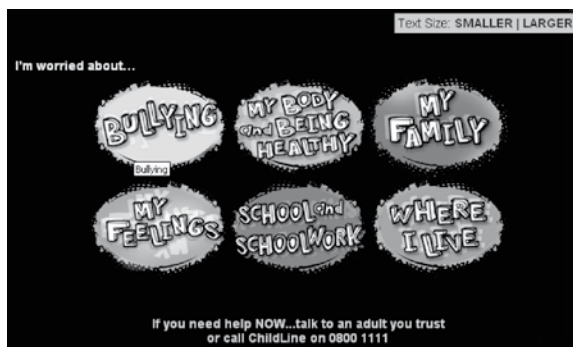 Text Size: SMALLER | LARGER
I'm worried about...
BULLYING
MY BODY
and BEING
HEALTHY
MY
FAMILY
Bullying
MY
FEELINGS
SCHOOL and
SCHOOLWORK
WHERE
I LIVE
If you need help NOW...talk to an adult you trust
or call ChildLine on 0800 1111